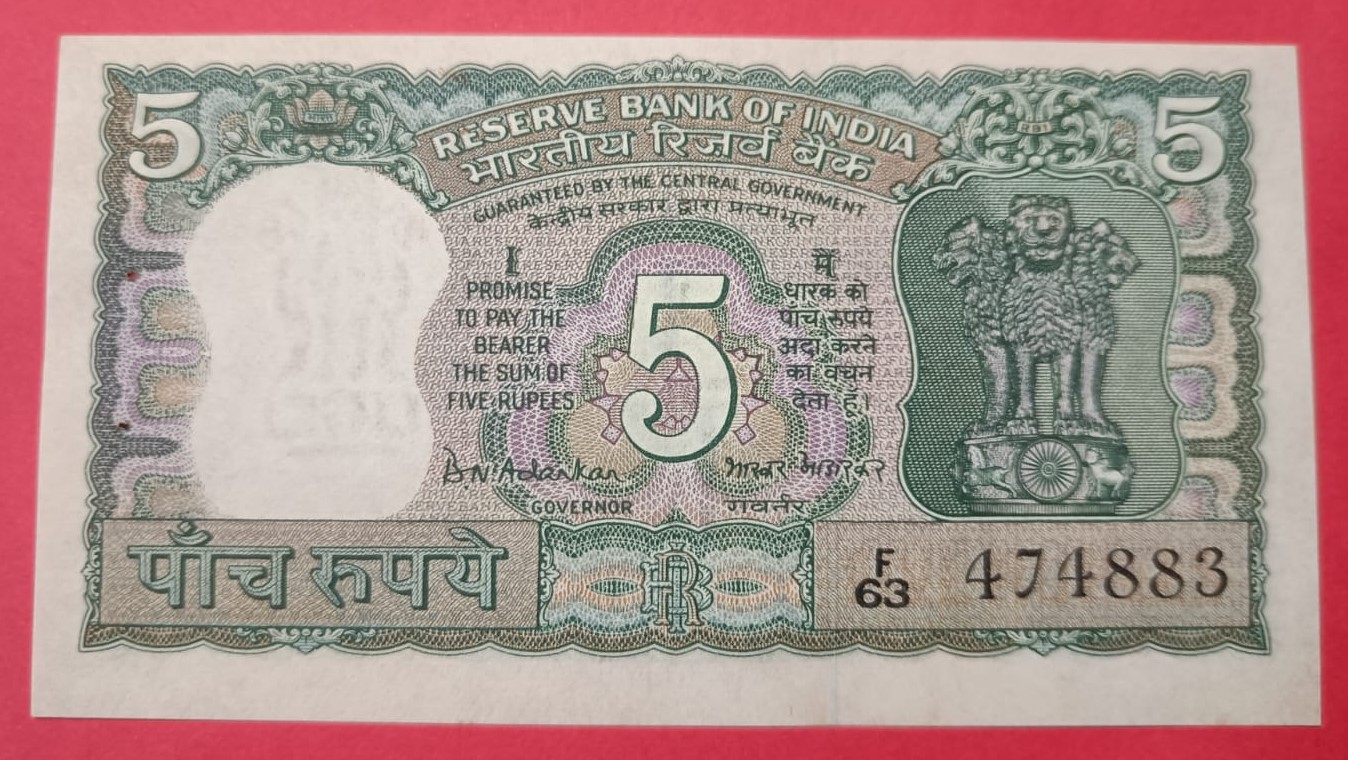 5
5
RESERVE BANK OF INDIA
भारतीय रिज़र्व बैंक
GUARANTEED BY THE CENTRAL GOVERNMENT
केन्द्रीय सरकार द्वारा प्रत्याभूत
I
PROMISE
TO PAY THE
BEARER
THE SUM OF
FIVE RUPEES
5
मैं
धारक को
पाँच रुपये
अदा करने
का वचन
देता हूँ।
B.N. Adarkar
GOVERNOR
गवर्नर
पाँच रुपये
F
63
474883